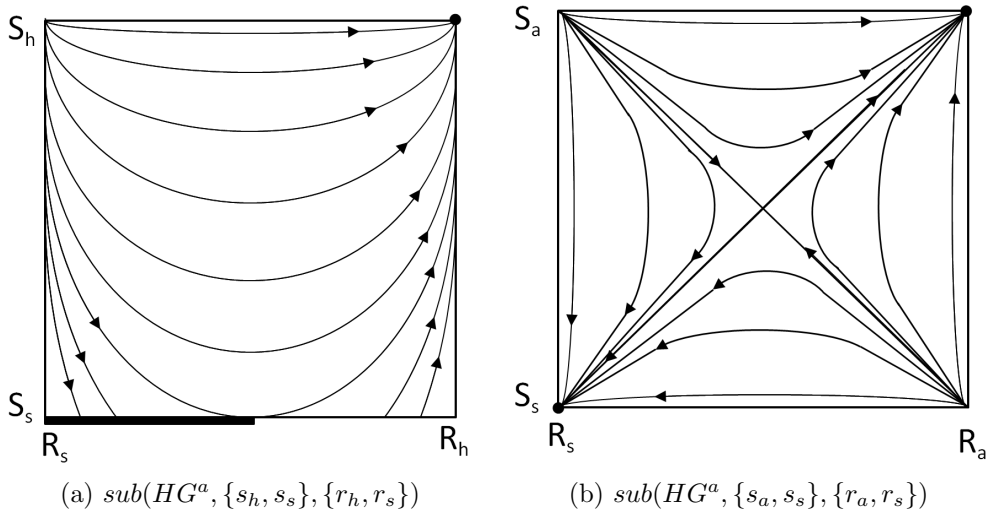 S_h
S_s
R_s
R_h
(a) sub(HG^a, {s_h, s_s}, {r_h, r_s})
S_a
S_s
R_s
R_a
(b) sub(HG^a, {s_a, s_s}, {r_a, r_s})